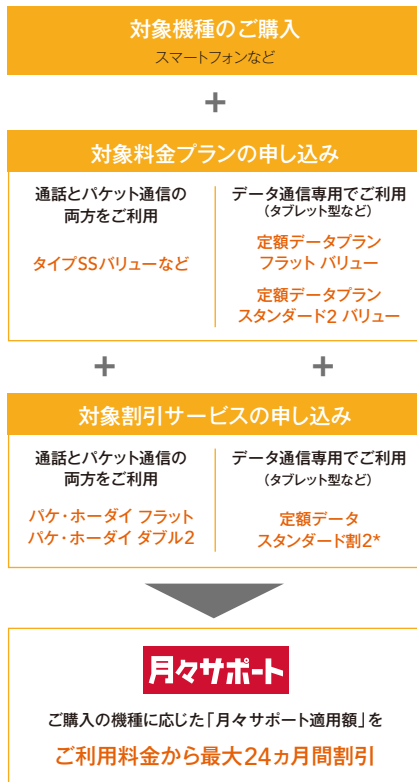 対象機種のご購入
スマートフォンなど
+
対象料金プランの申し込み
通話とパケット通信の
両方をご利用
タイプSSバリューなど
データ通信専用でご利用
（タブレット型など）
定額データプラン
フラット バリュー
定額データプラン
スタンダード2 バリュー
+ +
対象割引サービスの申し込み
通話とパケット通信の
両方をご利用
パケ・ホーダイ フラット
パケ・ホーダイ ダブル2
データ通信専用でご利用
（タブレット型など）
定額データ
スタンダード割2*
月々サポート
ご購入の機種に応じた「月々サポート適用額」を
ご利用料金から最大24ヵ月間割引